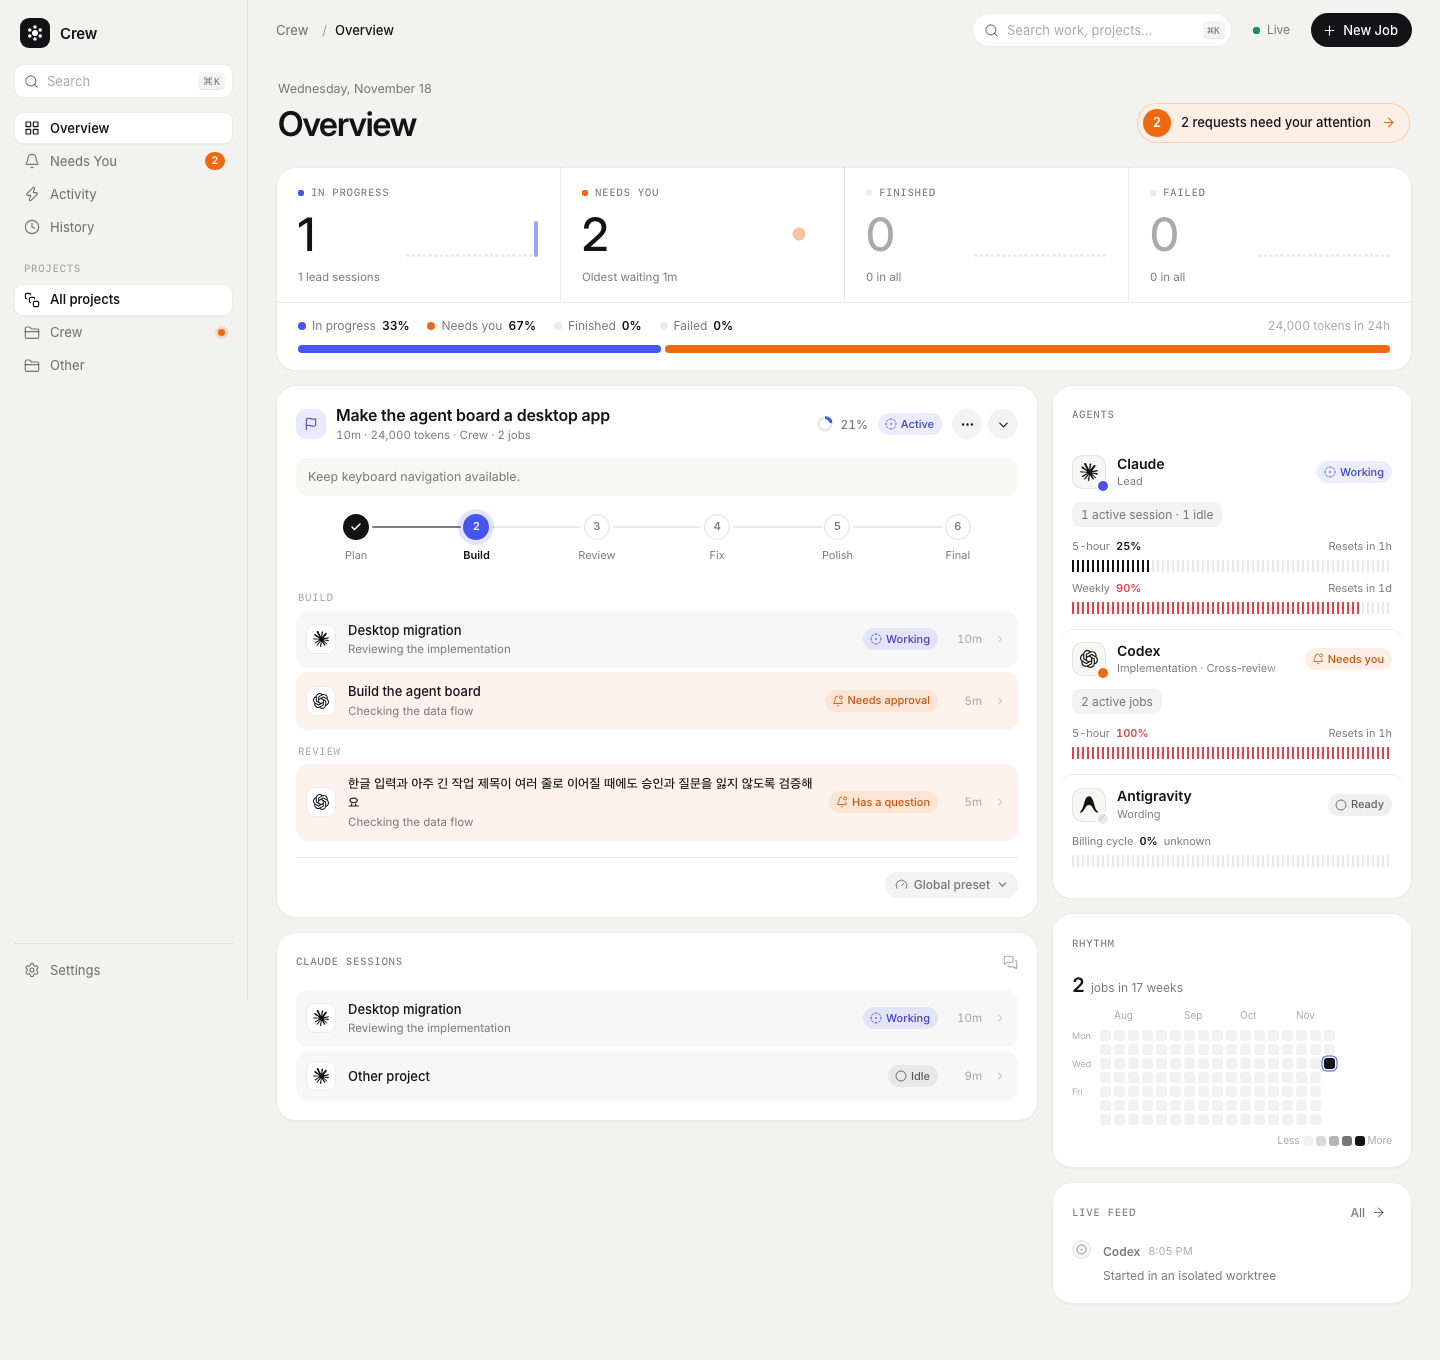 Crew
Search ⌘K
Overview
Needs You 2
Activity
History
PROJECTS
All projects
Crew
Other
Settings
Crew / Overview
Search work, projects... ⌘K
Live
New Job
Wednesday, November 18
Overview
2 2 requests need your attention
IN PROGRESS
1
1 lead sessions
NEEDS YOU
2
Oldest waiting 1m
FINISHED
0
0 in all
FAILED
0
0 in all
In progress 33% Needs you 67% Finished 0% Failed 0%
24,000 tokens in 24h
Make the agent board a desktop app
10m · 24,000 tokens · Crew · 2 jobs
21% Active
Keep keyboard navigation available.
2 3 4 5 6
Plan Build Review Fix Polish Final
BUILD
Desktop migration
Reviewing the implementation
Working 10m
Build the agent board
Checking the data flow
Needs approval 5m
REVIEW
한글 입력과 아주 긴 작업 제목이 여러 줄로 이어질 때에도 승인과 질문을 잃지 않도록 검증해
요
Checking the data flow
Has a question 5m
Global preset
CLAUDE SESSIONS
Desktop migration
Reviewing the implementation
Working 10m
Other project
Idle 9m
AGENTS
Claude
Lead
Working
1 active session · 1 idle
5-hour 25% Resets in 1h
Weekly 90% Resets in 1d
Codex
Implementation · Cross-review
Needs you
2 active jobs
5-hour 100% Resets in 1h
Antigravity
Wording
Ready
Billing cycle 0% unknown
RHYTHM
2 jobs in 17 weeks
Aug Sep Oct Nov
Mon
Wed
Fri
Less More
LIVE FEED
All
Codex 8:05 PM
Started in an isolated worktree